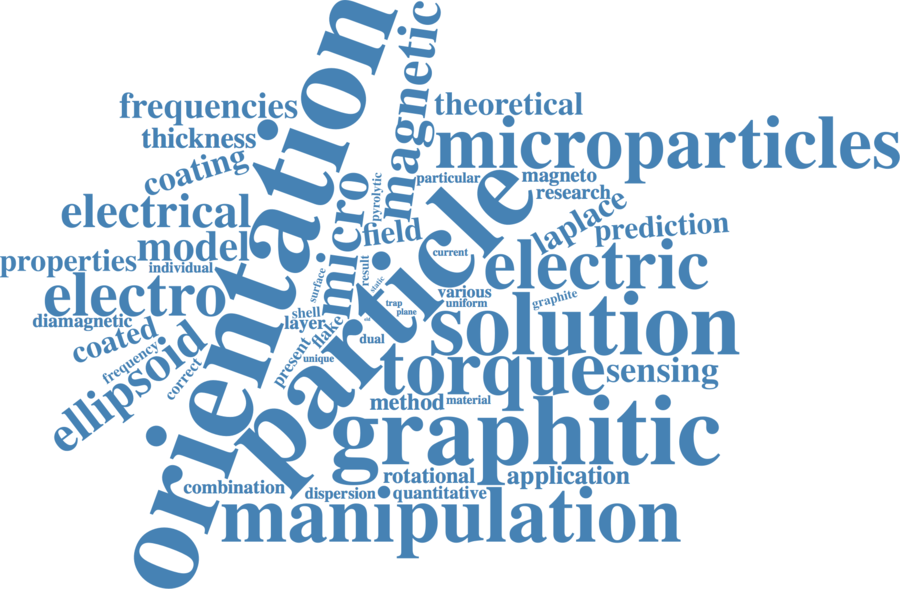 orientation
magnetic
frequencies
theoretical
thickness
microparticles
coating
particular
magneto
pyrolytic
research
micro
electrical
laplace
field
prediction
model
particle
properties
individual
current
electric
result
surface
static
electro
various
uniform
graphite
trap
plane
shell
diamagnetic
layer
flake
solution
coated
dual
present
unique
frequency
ellipsoid
correct
torque
sensing
method
material
graphitic
rotational
application
combination
dispersion
quantitative
manipulation